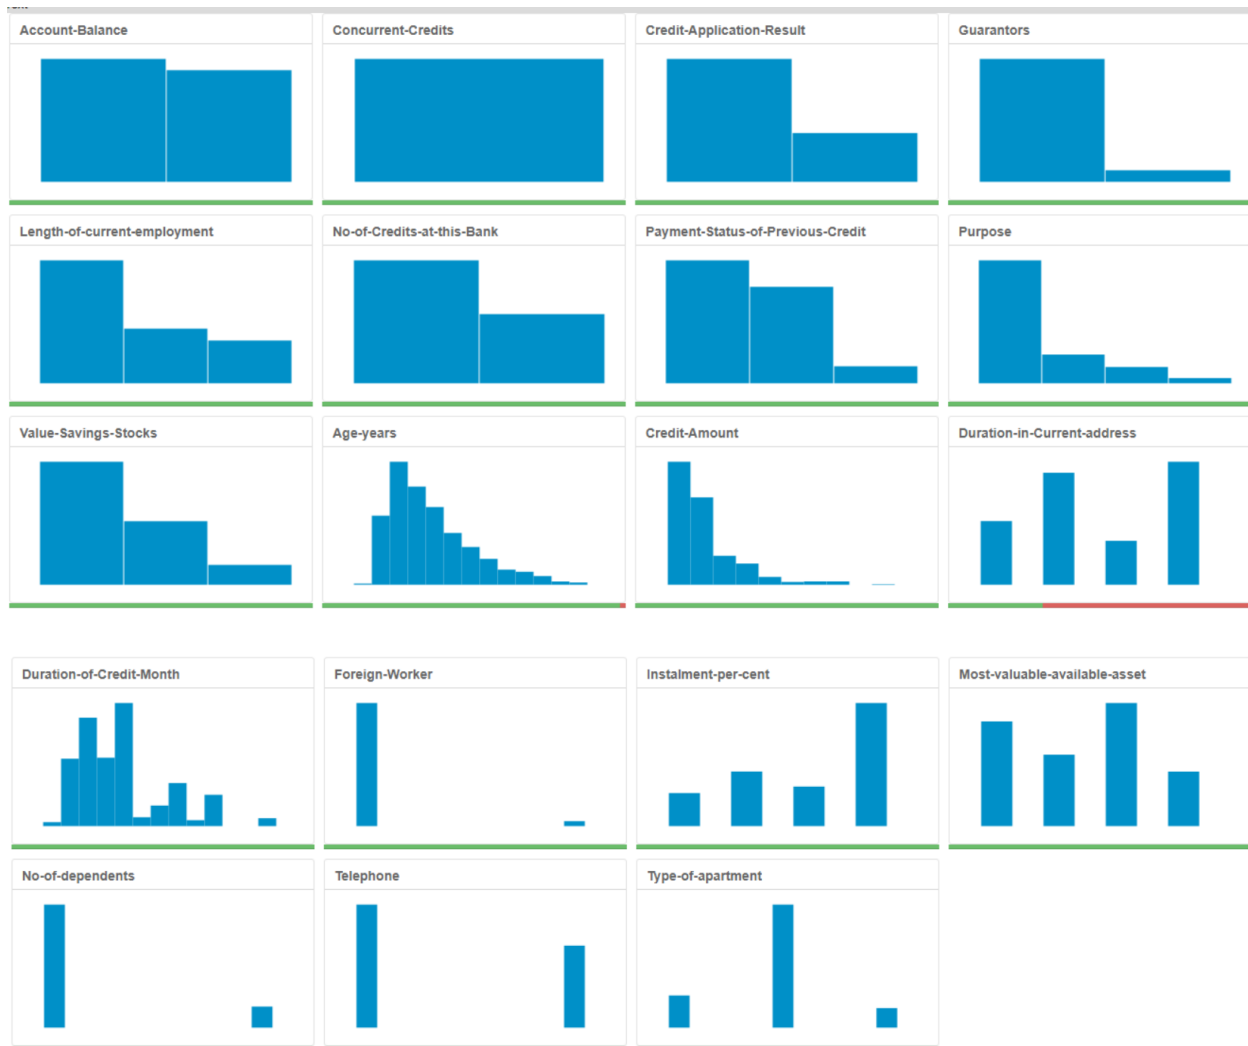 Account-Balance
Concurrent-Credits
Credit-Application-Result
Guarantors
Length-of-current-employment
No-of-Credits-at-this-Bank
Payment-Status-of-Previous-Credit
Purpose
Value-Savings-Stocks
Age-years
Credit-Amount
Duration-in-Current-address
Duration-of-Credit-Month
Foreign-Worker
Instalment-per-cent
Most-valuable-available-asset
No-of-dependents
Telephone
Type-of-apartment